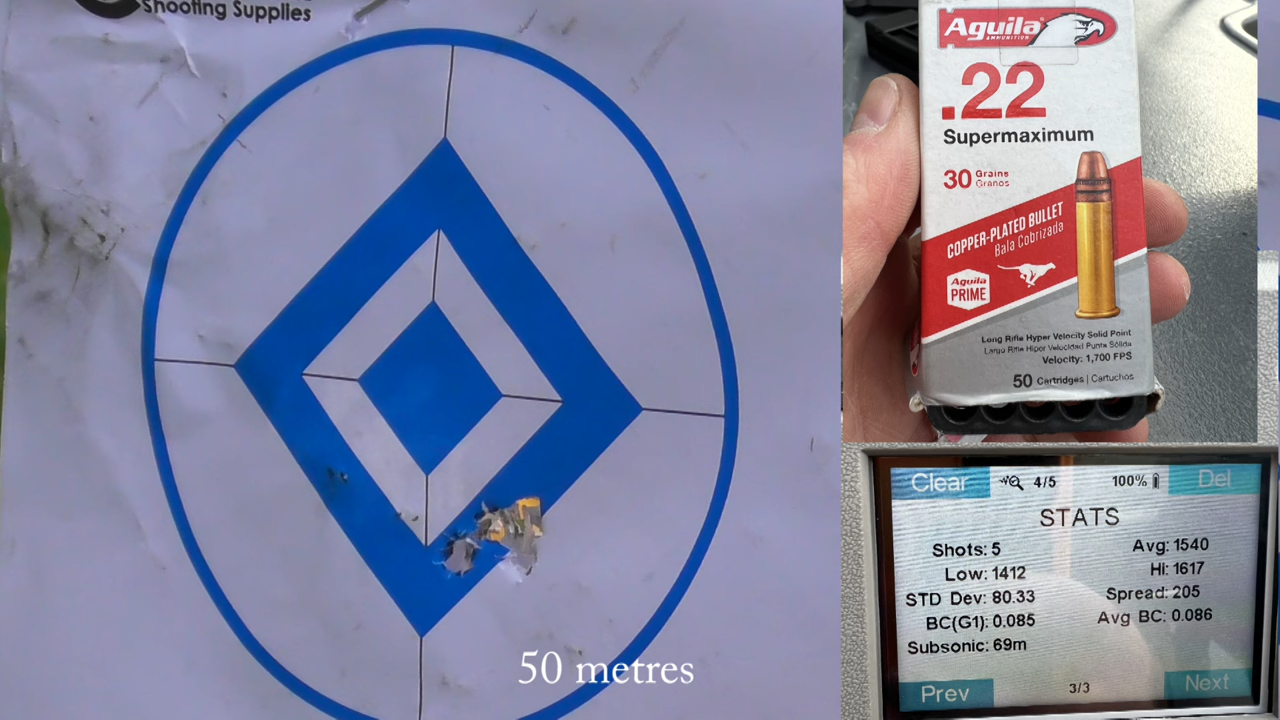 Shooting Supplies
50 metres
Aguila
AMMUNITION
.22
Supermaximum
30 Grains
Granos
COPPER-PLATED BULLET
Bala Cobrizada
Aguila
PRIME
Long Rifle Hyper Velocity Solid Point
Largo Rifle Hiper Velocidad Punta Sólida
Velocity: 1,700 FPS
50 Cartridges | Cartuchos
Clear 4/5 100% Del
STATS
Shots: 5 Avg: 1540
Low: 1412 Hi: 1617
STD Dev: 80.33 Spread: 205
BC(G1): 0.085 Avg BC: 0.086
Subsonic: 69m
Prev 3/3 Next